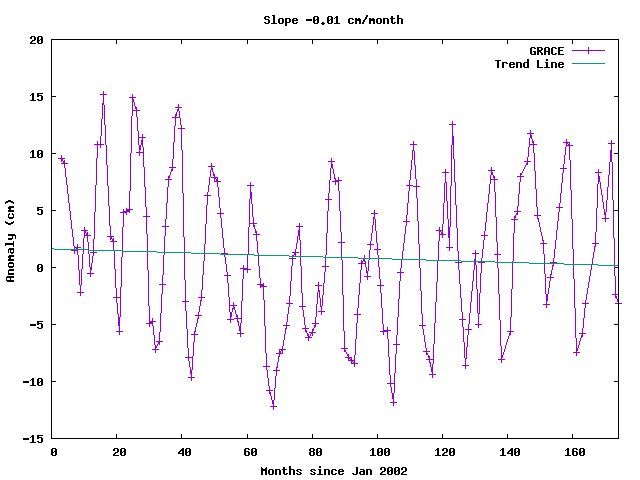 Slope -0.01 cm/month
20
15
10
5
0
-5
-10
-15
Anomaly (cm)
GRACE
Trend Line
0 20 40 60 80 100 120 140 160
Months since Jan 2002